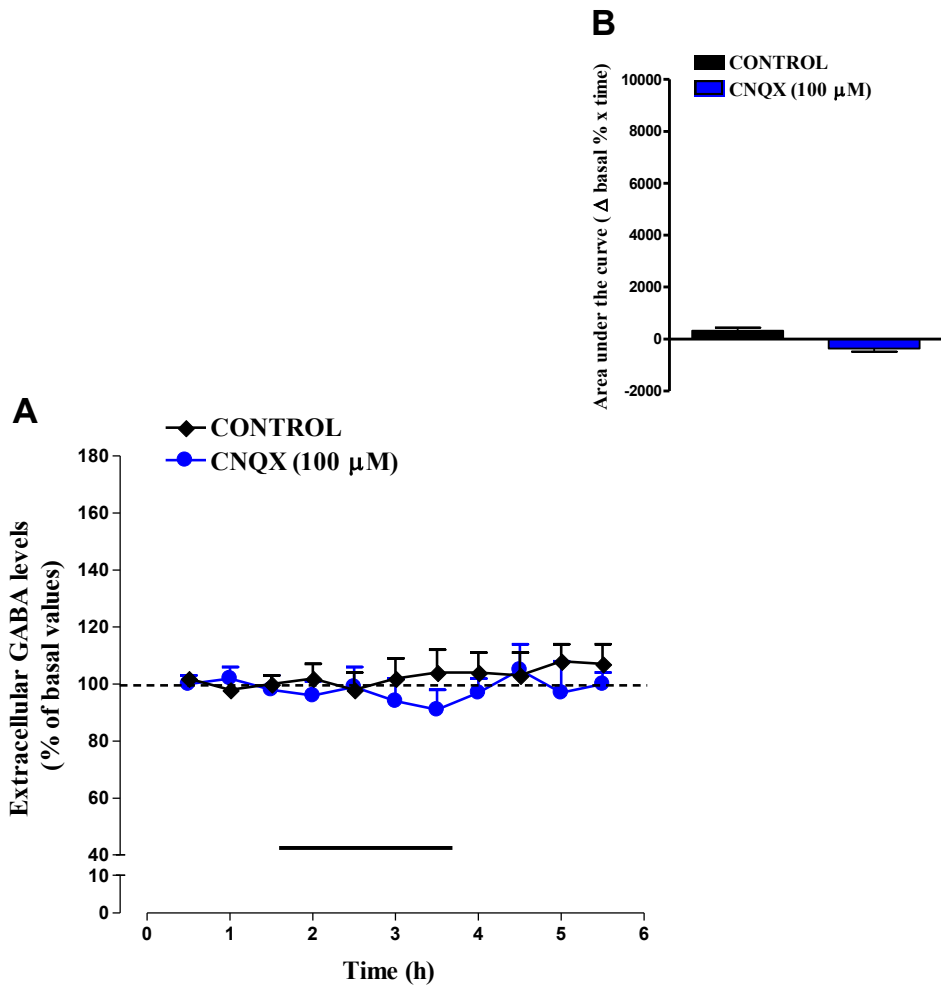 B
CONTROL
CNQX (100 μM)
Area under the curve ( Δ basal % x time)
10000
8000
6000
4000
2000
0
-2000
A
CONTROL
CNQX (100 μM)
Extracellular GABA levels
(% of basal values)
180
160
140
120
100
80
60
40
10
0
0 1 2 3 4 5 6
Time (h)